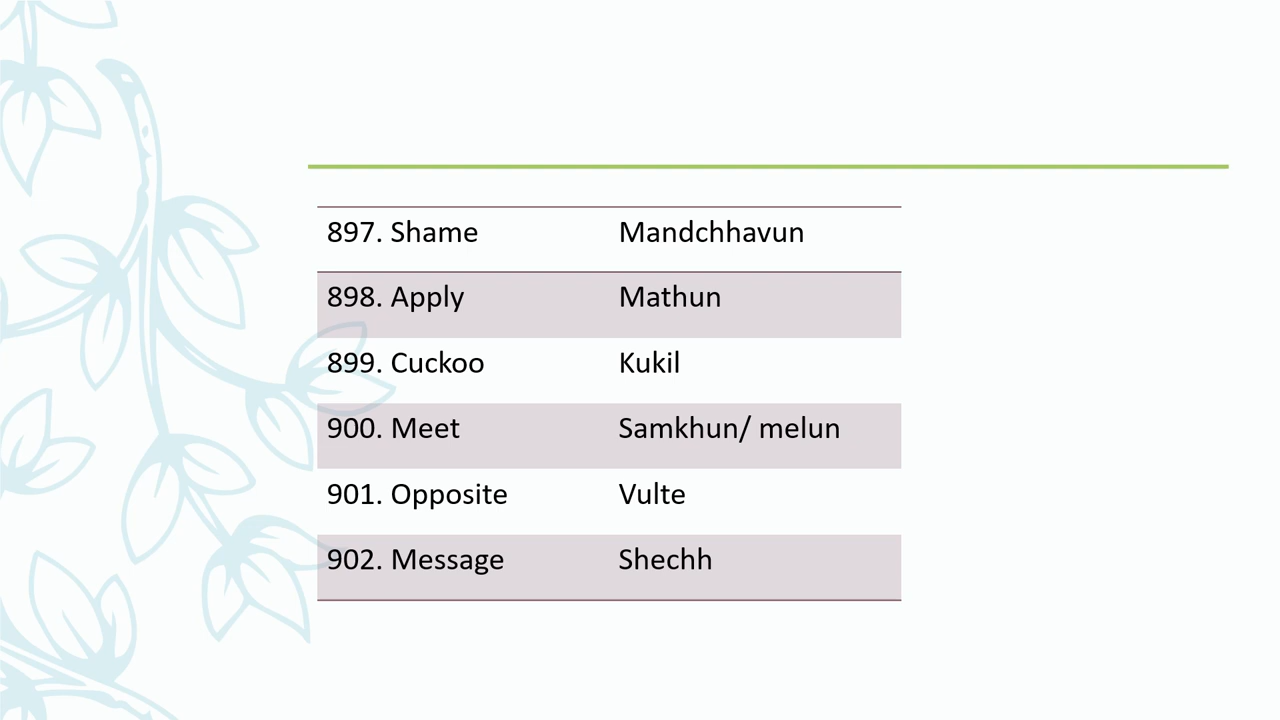 897. Shame Mandchhavun
898. Apply Mathun
899. Cuckoo Kukil
900. Meet Samkhun/ melun
901. Opposite Vulte
902. Message Shechh